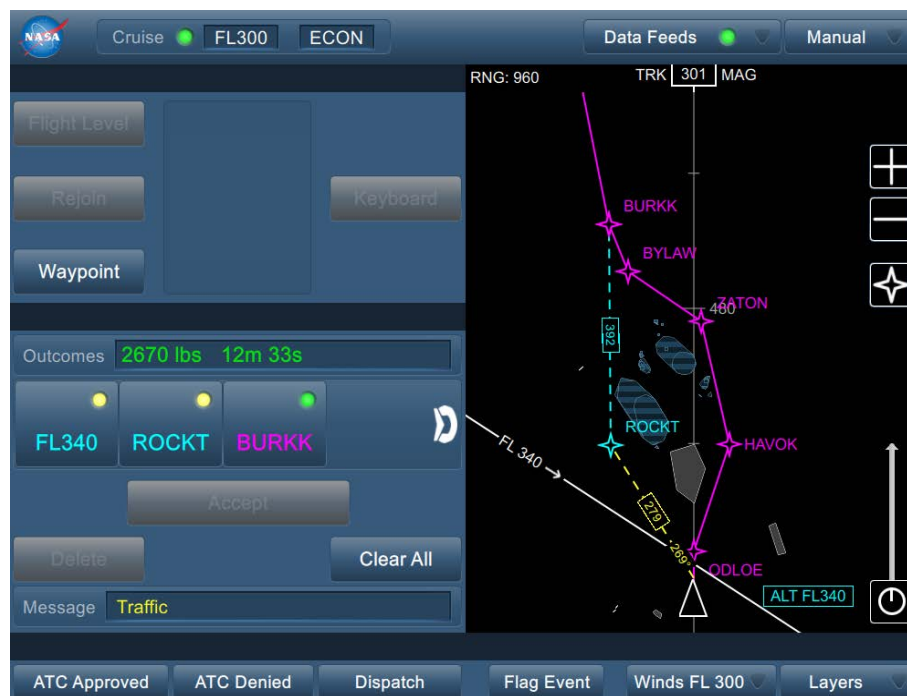 NASA
Cruise FL300 ECON
Data Feeds Manual
RNG: 960
TRK 301 MAG
Flight Level
Rejoin
Keyboard
Waypoint
BURKK
BYLAW
ZATON
480
392
Outcomes 2670 lbs 12m 33s
FL340 ROCKT BURKK
ROCKT
HAVOK
FL 340
279
269°
ODLOE
ALT FL340
Accept
Delete
Clear All
Message Traffic
ATC Approved ATC Denied Dispatch Flag Event Winds FL 300 Layers